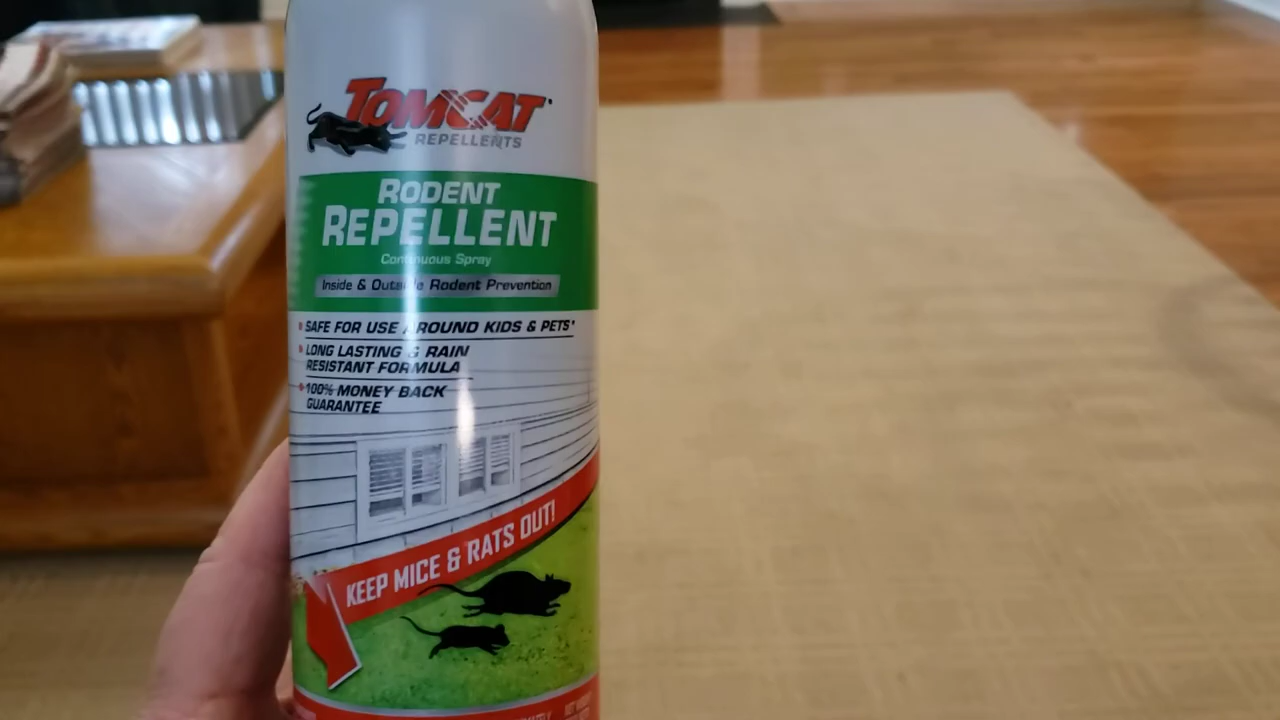 TOMCAT
REPELLENTS
RODENT
REPELLENT
Continuous Spray
Inside & Outside Rodent Prevention
• SAFE FOR USE AROUND KIDS & PETS*
• LONG LASTING & RAIN
RESISTANT FORMULA
• 100% MONEY BACK
GUARANTEE
KEEP MICE & RATS OUT!